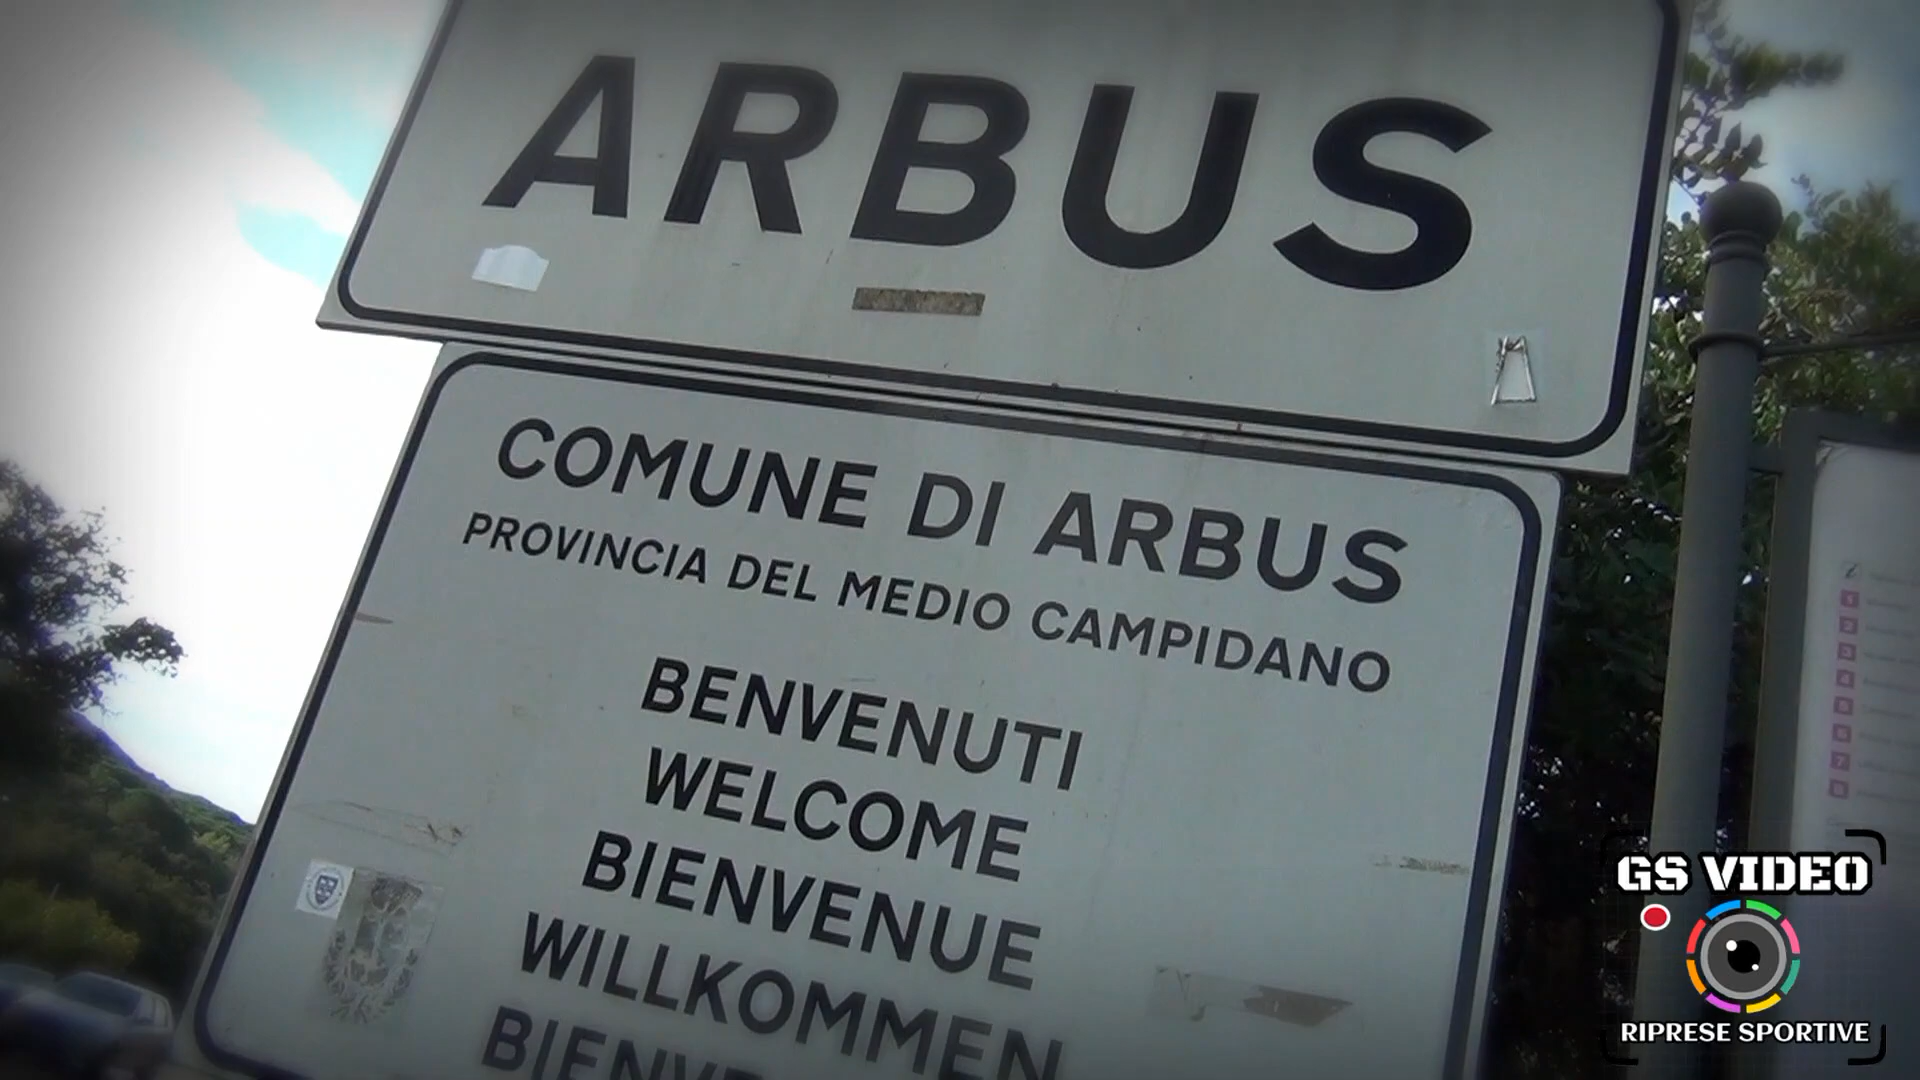 ARBUS
COMUNE DI ARBUS
PROVINCIA DEL MEDIO CAMPIDANO
BENVENUTI
WELCOME
BIENVENUE
WILLKOMMEN
GS VIDEO
RIPRESE SPORTIVE